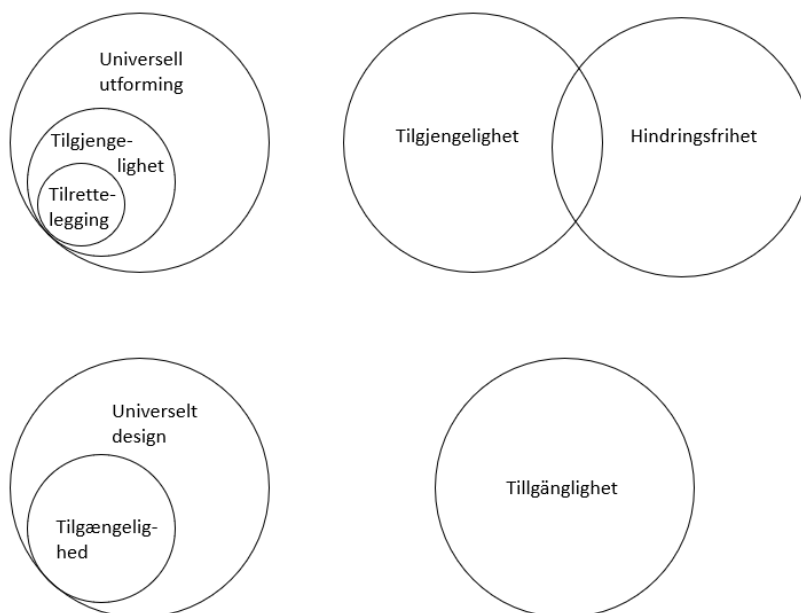 Universell
utforming
Tilgjenge-
lighet
Tilrette-
legging
Tilgjengelighet
Hindringsfrihet
Universelt
design
Tilgængelig-
hed
Tillgänglighet